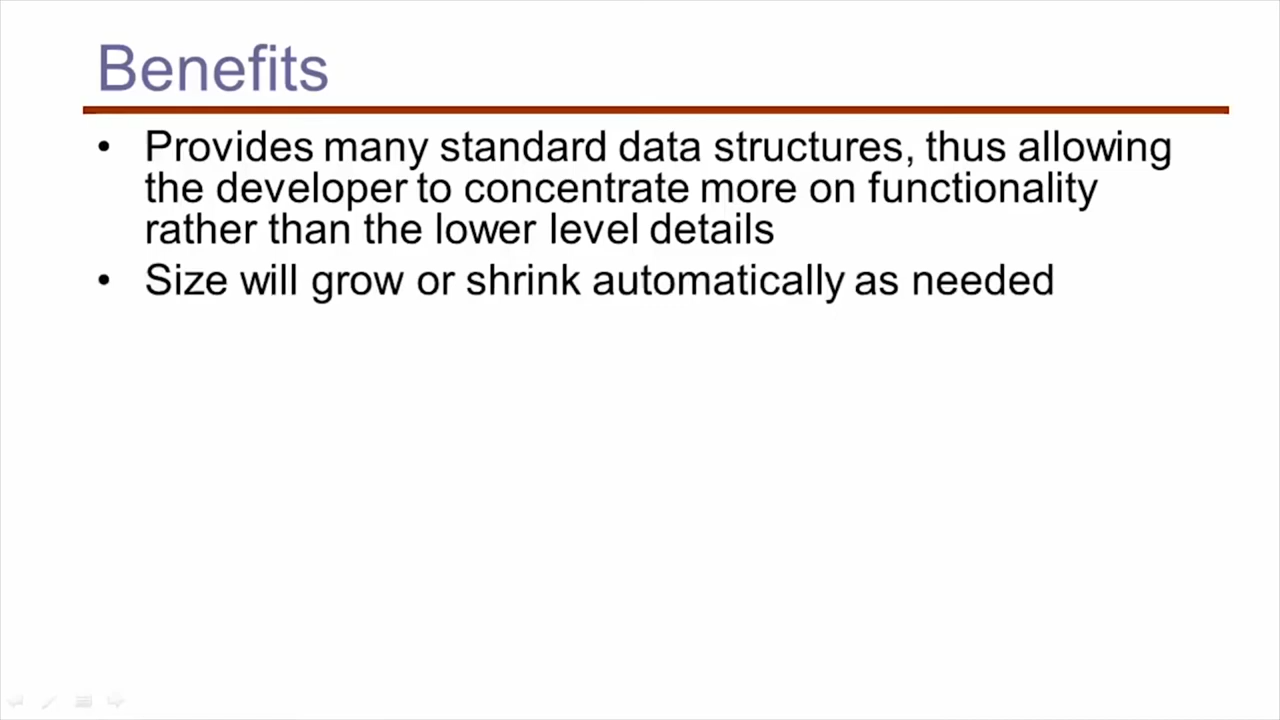 Benefits
• Provides many standard data structures, thus allowing
the developer to concentrate more on functionality
rather than the lower level details
• Size will grow or shrink automatically as needed